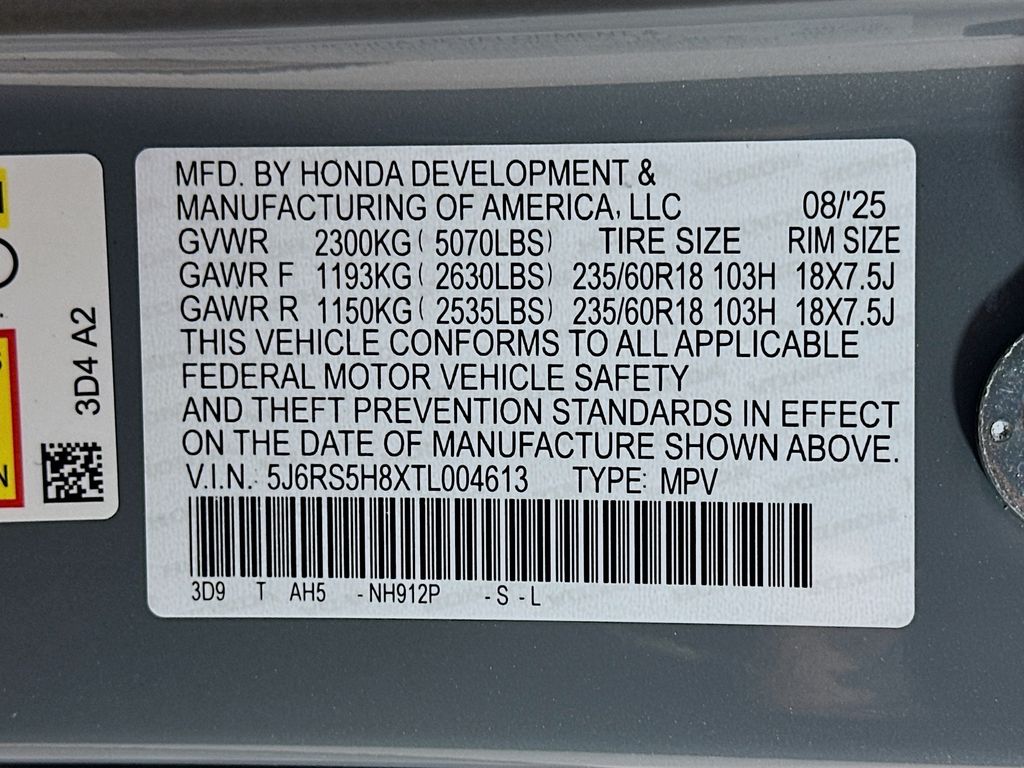 MFD. BY HONDA DEVELOPMENT &
MANUFACTURING OF AMERICA, LLC 08/'25
GVWR 2300KG ( 5070LBS) TIRE SIZE RIM SIZE
GAWR F 1193KG ( 2630LBS) 235/60R18 103H 18X7.5J
GAWR R 1150KG ( 2535LBS) 235/60R18 103H 18X7.5J
THIS VEHICLE CONFORMS TO ALL APPLICABLE
FEDERAL MOTOR VEHICLE SAFETY
AND THEFT PREVENTION STANDARDS IN EFFECT
ON THE DATE OF MANUFACTURE SHOWN ABOVE.
V.I.N. 5J6RS5H8XTL004613 TYPE: MPV
3D9 T AH5 -NH912P -S -L
3D4 A2